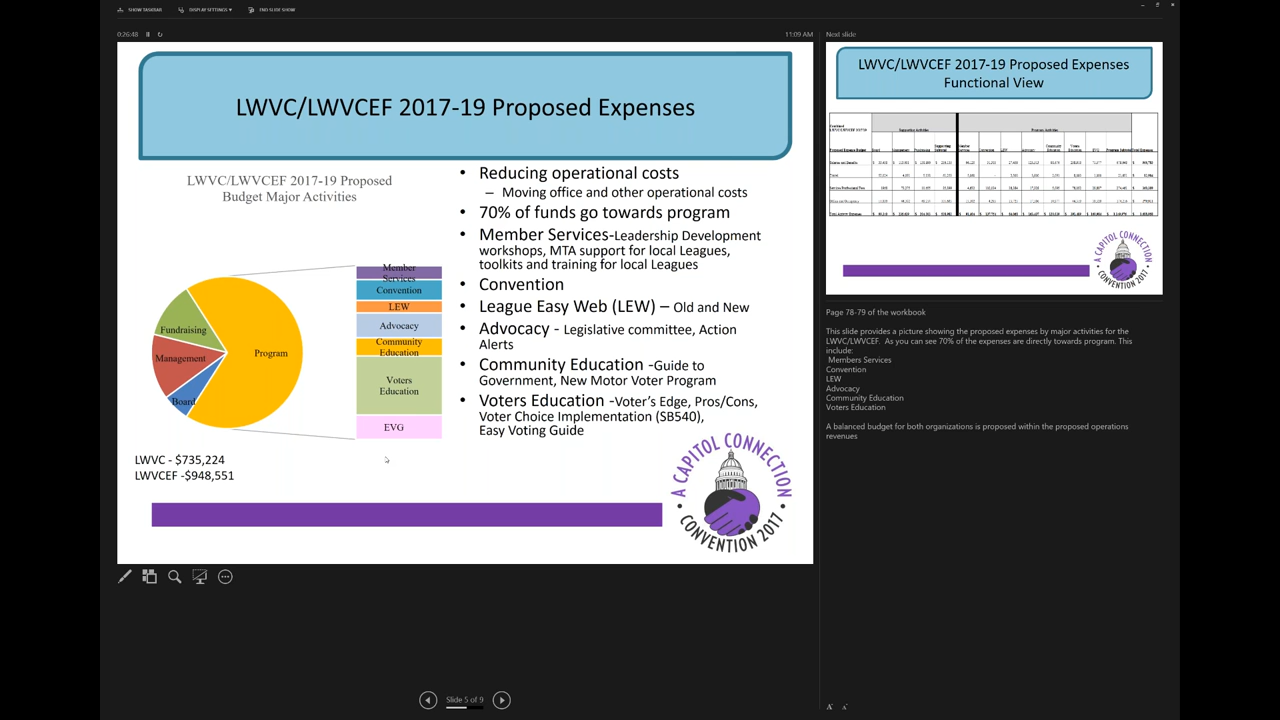 SHOW TASKBAR
DISPLAY SETTINGS ▾
END SLIDE SHOW
0:26:48
11:09 AM
LWVC/LWVCEF 2017-19 Proposed Expenses
LWVC/LWVCEF 2017-19 Proposed
Budget Major Activities
Fundraising
Management
Board
Program
Member
Services
Convention
LEW
Advocacy
Community
Education
Voters
Education
EVG
LWVC - $735,224
LWVCEF -$948,551
• Reducing operational costs
– Moving office and other operational costs
• 70% of funds go towards program
• Member Services-Leadership Development
workshops, MTA support for local Leagues,
toolkits and training for local Leagues
• Convention
• League Easy Web (LEW) – Old and New
• Advocacy - Legislative committee, Action
Alerts
• Community Education -Guide to
Government, New Motor Voter Program
• Voters Education -Voter's Edge, Pros/Cons,
Voter Choice Implementation (SB540),
Easy Voting Guide
A CAPITOL CONNECTION
• CONVENTION 2017 •
Slide 5 of 9
Next slide
LWVC/LWVCEF 2017-19 Proposed Expenses
Functional View
Supporting Activities
Program Activities
A CAPITOL CONNECTION
• CONVENTION 2017 •
Page 78-79 of the workbook
This slide provides a picture showing the proposed expenses by major activities for the
LWVC/LWVCEF. As you can see 70% of the expenses are directly towards program. This
include:
Members Services
Convention
LEW
Advocacy
Community Education
Voters Education
A balanced budget for both organizations is proposed within the proposed operations
revenues